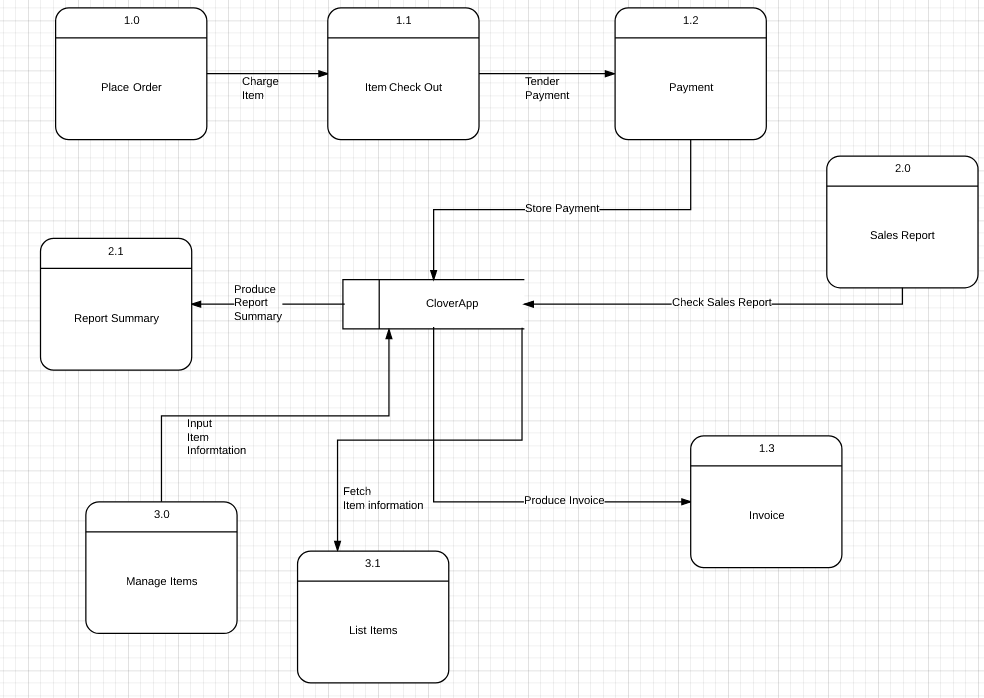 1.0
Place Order
Charge
Item
1.1
Item Check Out
Tender
Payment
1.2
Payment
2.0
Sales Report
Store Payment
2.1
Report Summary
Produce
Report
Summary
CloverApp
Check Sales Report
Input
Item
Informtation
1.3
Invoice
Fetch
Item information
Produce Invoice
3.0
Manage Items
3.1
List Items